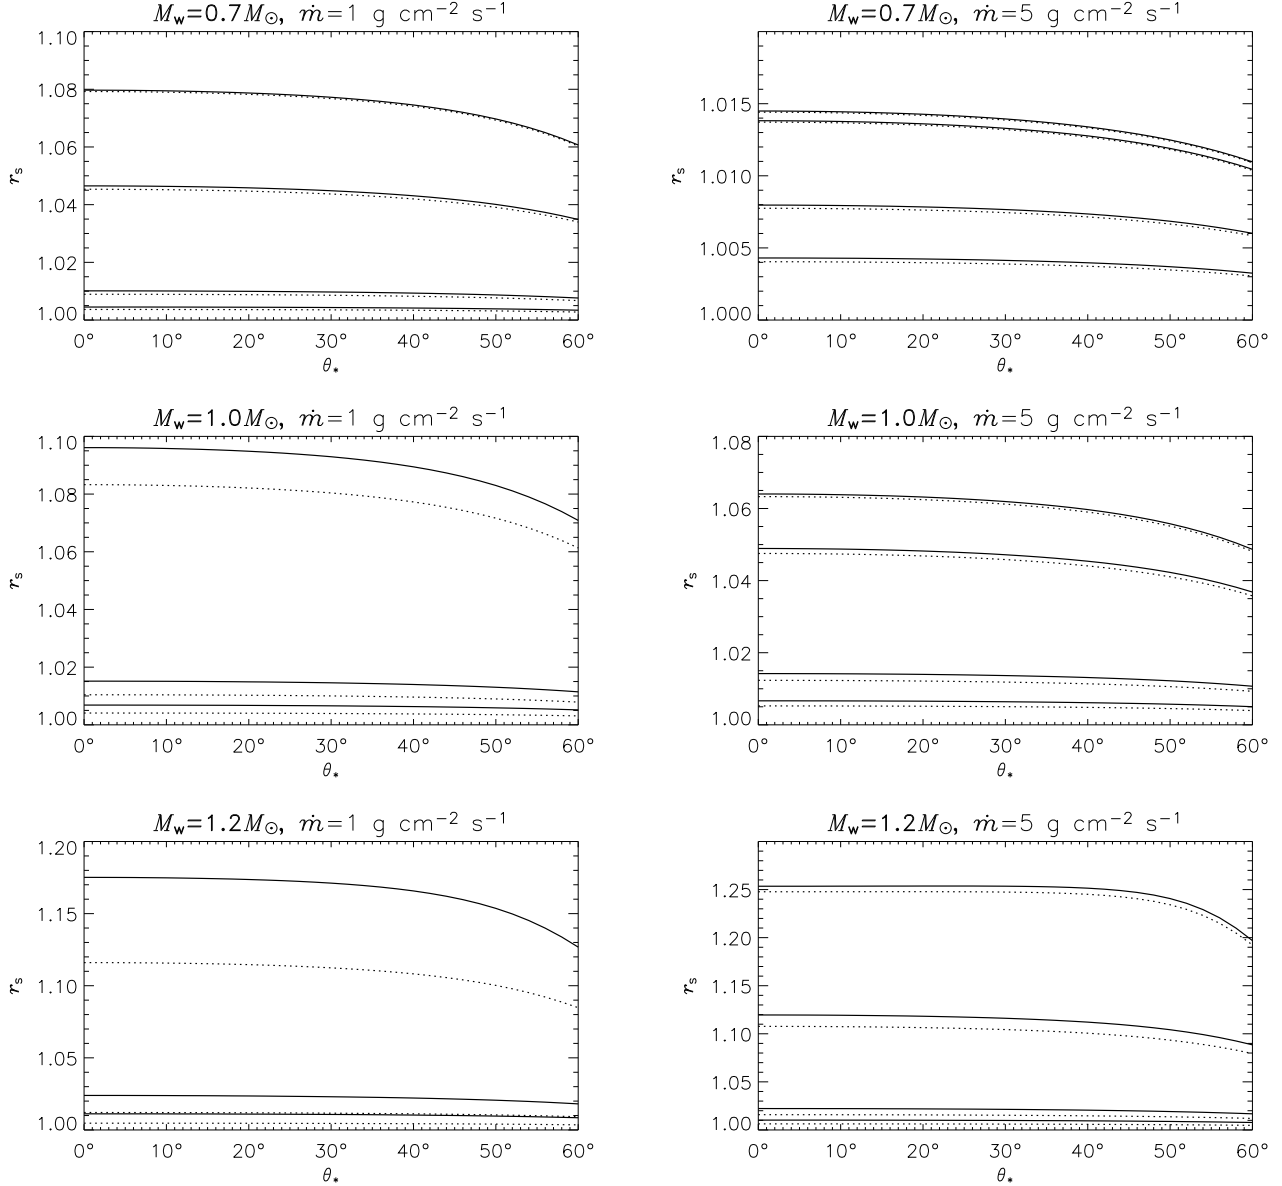 M_w=0.7M_⊙, ṁ=1 g cm⁻² s⁻¹
1.10
1.08
1.06
1.04
1.02
1.00
r_s
0° 10° 20° 30° 40° 50° 60°
θ_*
M_w=0.7M_⊙, ṁ=5 g cm⁻² s⁻¹
1.015
1.010
1.005
1.000
r_s
0° 10° 20° 30° 40° 50° 60°
θ_*
M_w=1.0M_⊙, ṁ=1 g cm⁻² s⁻¹
1.10
1.08
1.06
1.04
1.02
1.00
r_s
0° 10° 20° 30° 40° 50° 60°
θ_*
M_w=1.0M_⊙, ṁ=5 g cm⁻² s⁻¹
1.08
1.06
1.04
1.02
1.00
r_s
0° 10° 20° 30° 40° 50° 60°
θ_*
M_w=1.2M_⊙, ṁ=1 g cm⁻² s⁻¹
1.20
1.15
1.10
1.05
1.00
r_s
0° 10° 20° 30° 40° 50° 60°
θ_*
M_w=1.2M_⊙, ṁ=5 g cm⁻² s⁻¹
1.25
1.20
1.15
1.10
1.05
1.00
r_s
0° 10° 20° 30° 40° 50° 60°
θ_*